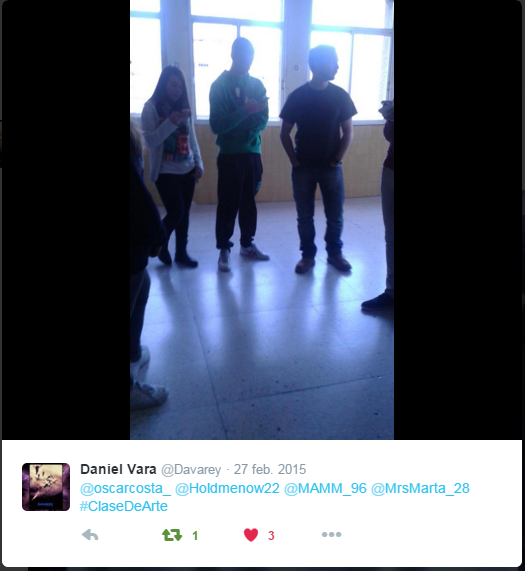 Daniel Vara @Davarey · 27 feb. 2015
@oscarcosta_ @Holdmenow22 @MAMM_96 @MrsMarta_28
#ClaseDeArte
1 3